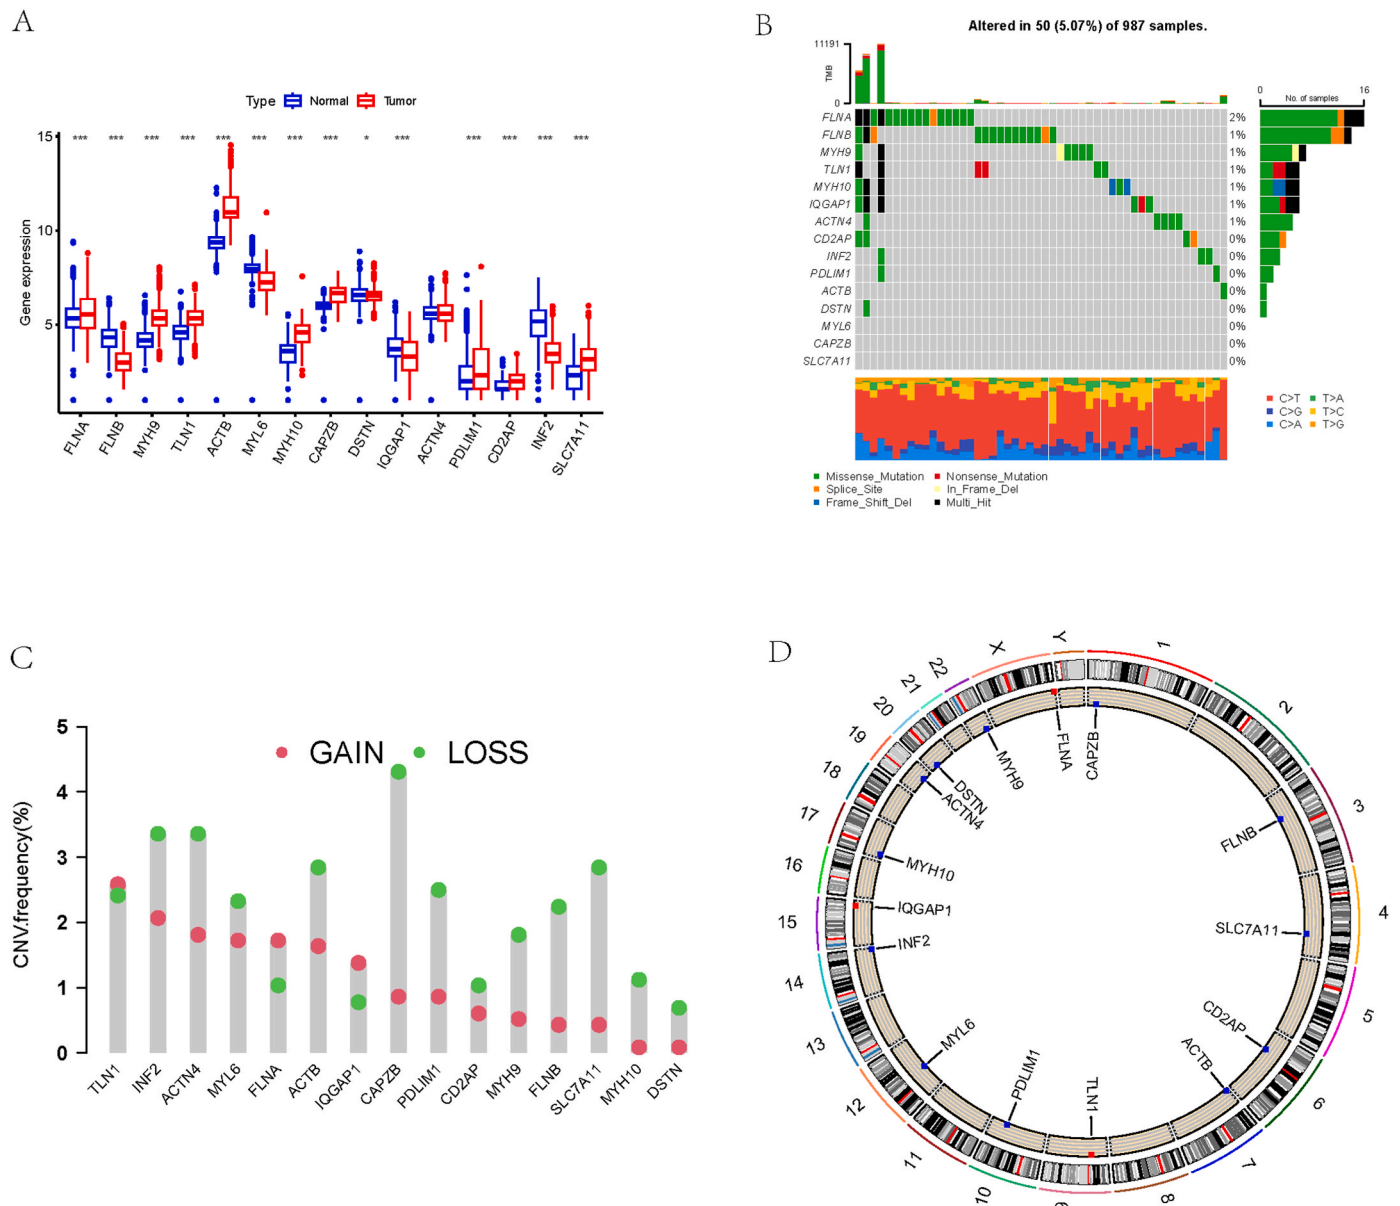 A
Type Normal Tumor
Gene expression
15
10
5
*** *** *** *** *** *** *** *** * *** *** *** *** ***
FLNA
FLNB
MYH9
TLN1
ACTB
MYL6
MYH10
CAPZB
DSTN
IQGAP1
ACTN4
PDLIM1
CD2AP
INF2
SLC7A11
B
Altered in 50 (5.07%) of 987 samples.
11191
TMB
0
0 16
No. of samples
FLNA 2%
FLNB 1%
MYH9 1%
TLN1 1%
MYH10 1%
IQGAP1 1%
ACTN4 1%
CD2AP 0%
INF2 0%
PDLIM1 0%
ACTB 0%
DSTN 0%
MYL6 0%
CAPZB 0%
SLC7A11 0%
C>T T>A
C>G T>C
C>A T>G
Missense_Mutation Nonsense_Mutation
Splice_Site In_Frame_Del
Frame_Shift_Del Multi_Hit
C
GAIN LOSS
CNV.frequency(%)
5
4
3
2
1
0
TLN1
INF2
ACTN4
MYL6
FLNA
ACTB
IQGAP1
CAPZB
PDLIM1
CD2AP
MYH9
FLNB
SLC7A11
MYH10
DSTN
D
1
2
3
4
5
6
7
8
10
11
12
13
14
15
16
17
18
19
20
21
22
X
Y
CAPZB
FLNB
SLC7A11
CD2AP
ACTB
TLN1
PDLIM1
MYL6
INF2
IQGAP1
MYH10
ACTN4
DSTN
MYH9
FLNA